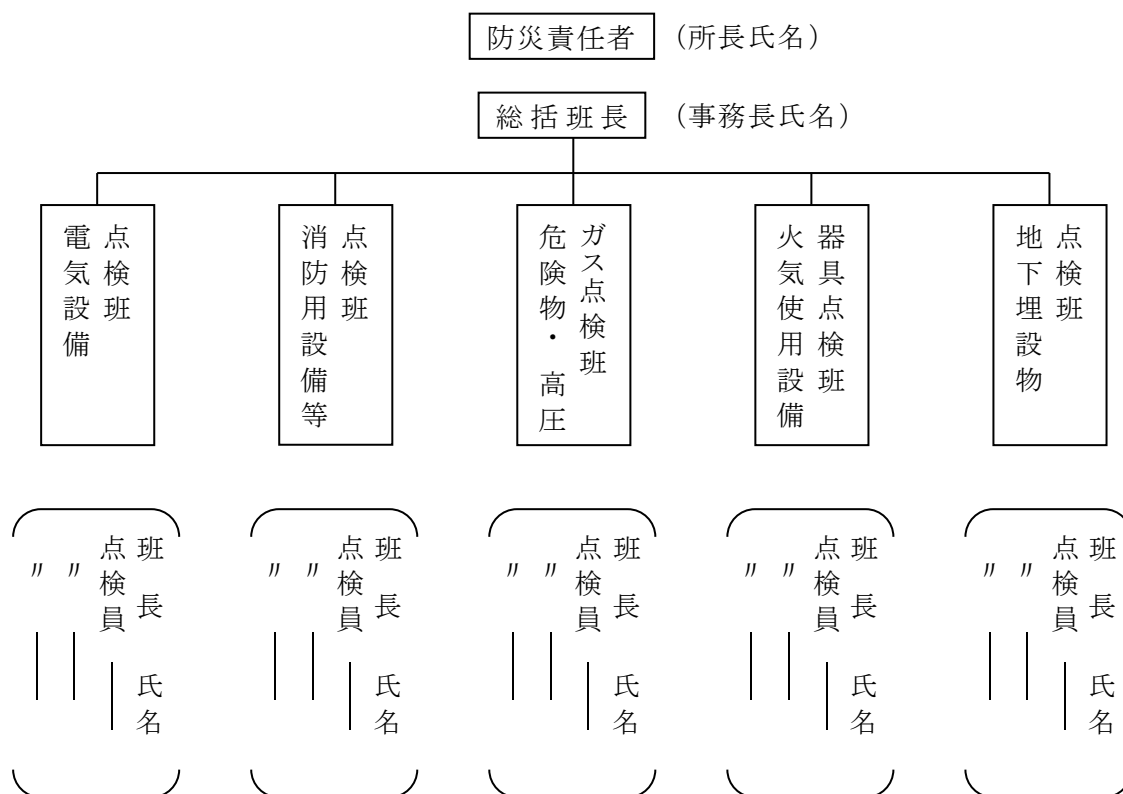 防災責任者 (所長氏名)
総括班長 (事務長氏名)
電気設備
点検班
消防用設備等
点検班
危険物・高圧
ガス点検班
火気使用設備
器具点検班
地下埋設物
点検班
班長 氏名
点検員
〃
〃
班長 氏名
点検員
〃
〃
班長 氏名
点検員
〃
〃
班長 氏名
点検員
〃
〃
班長 氏名
点検員
〃
〃